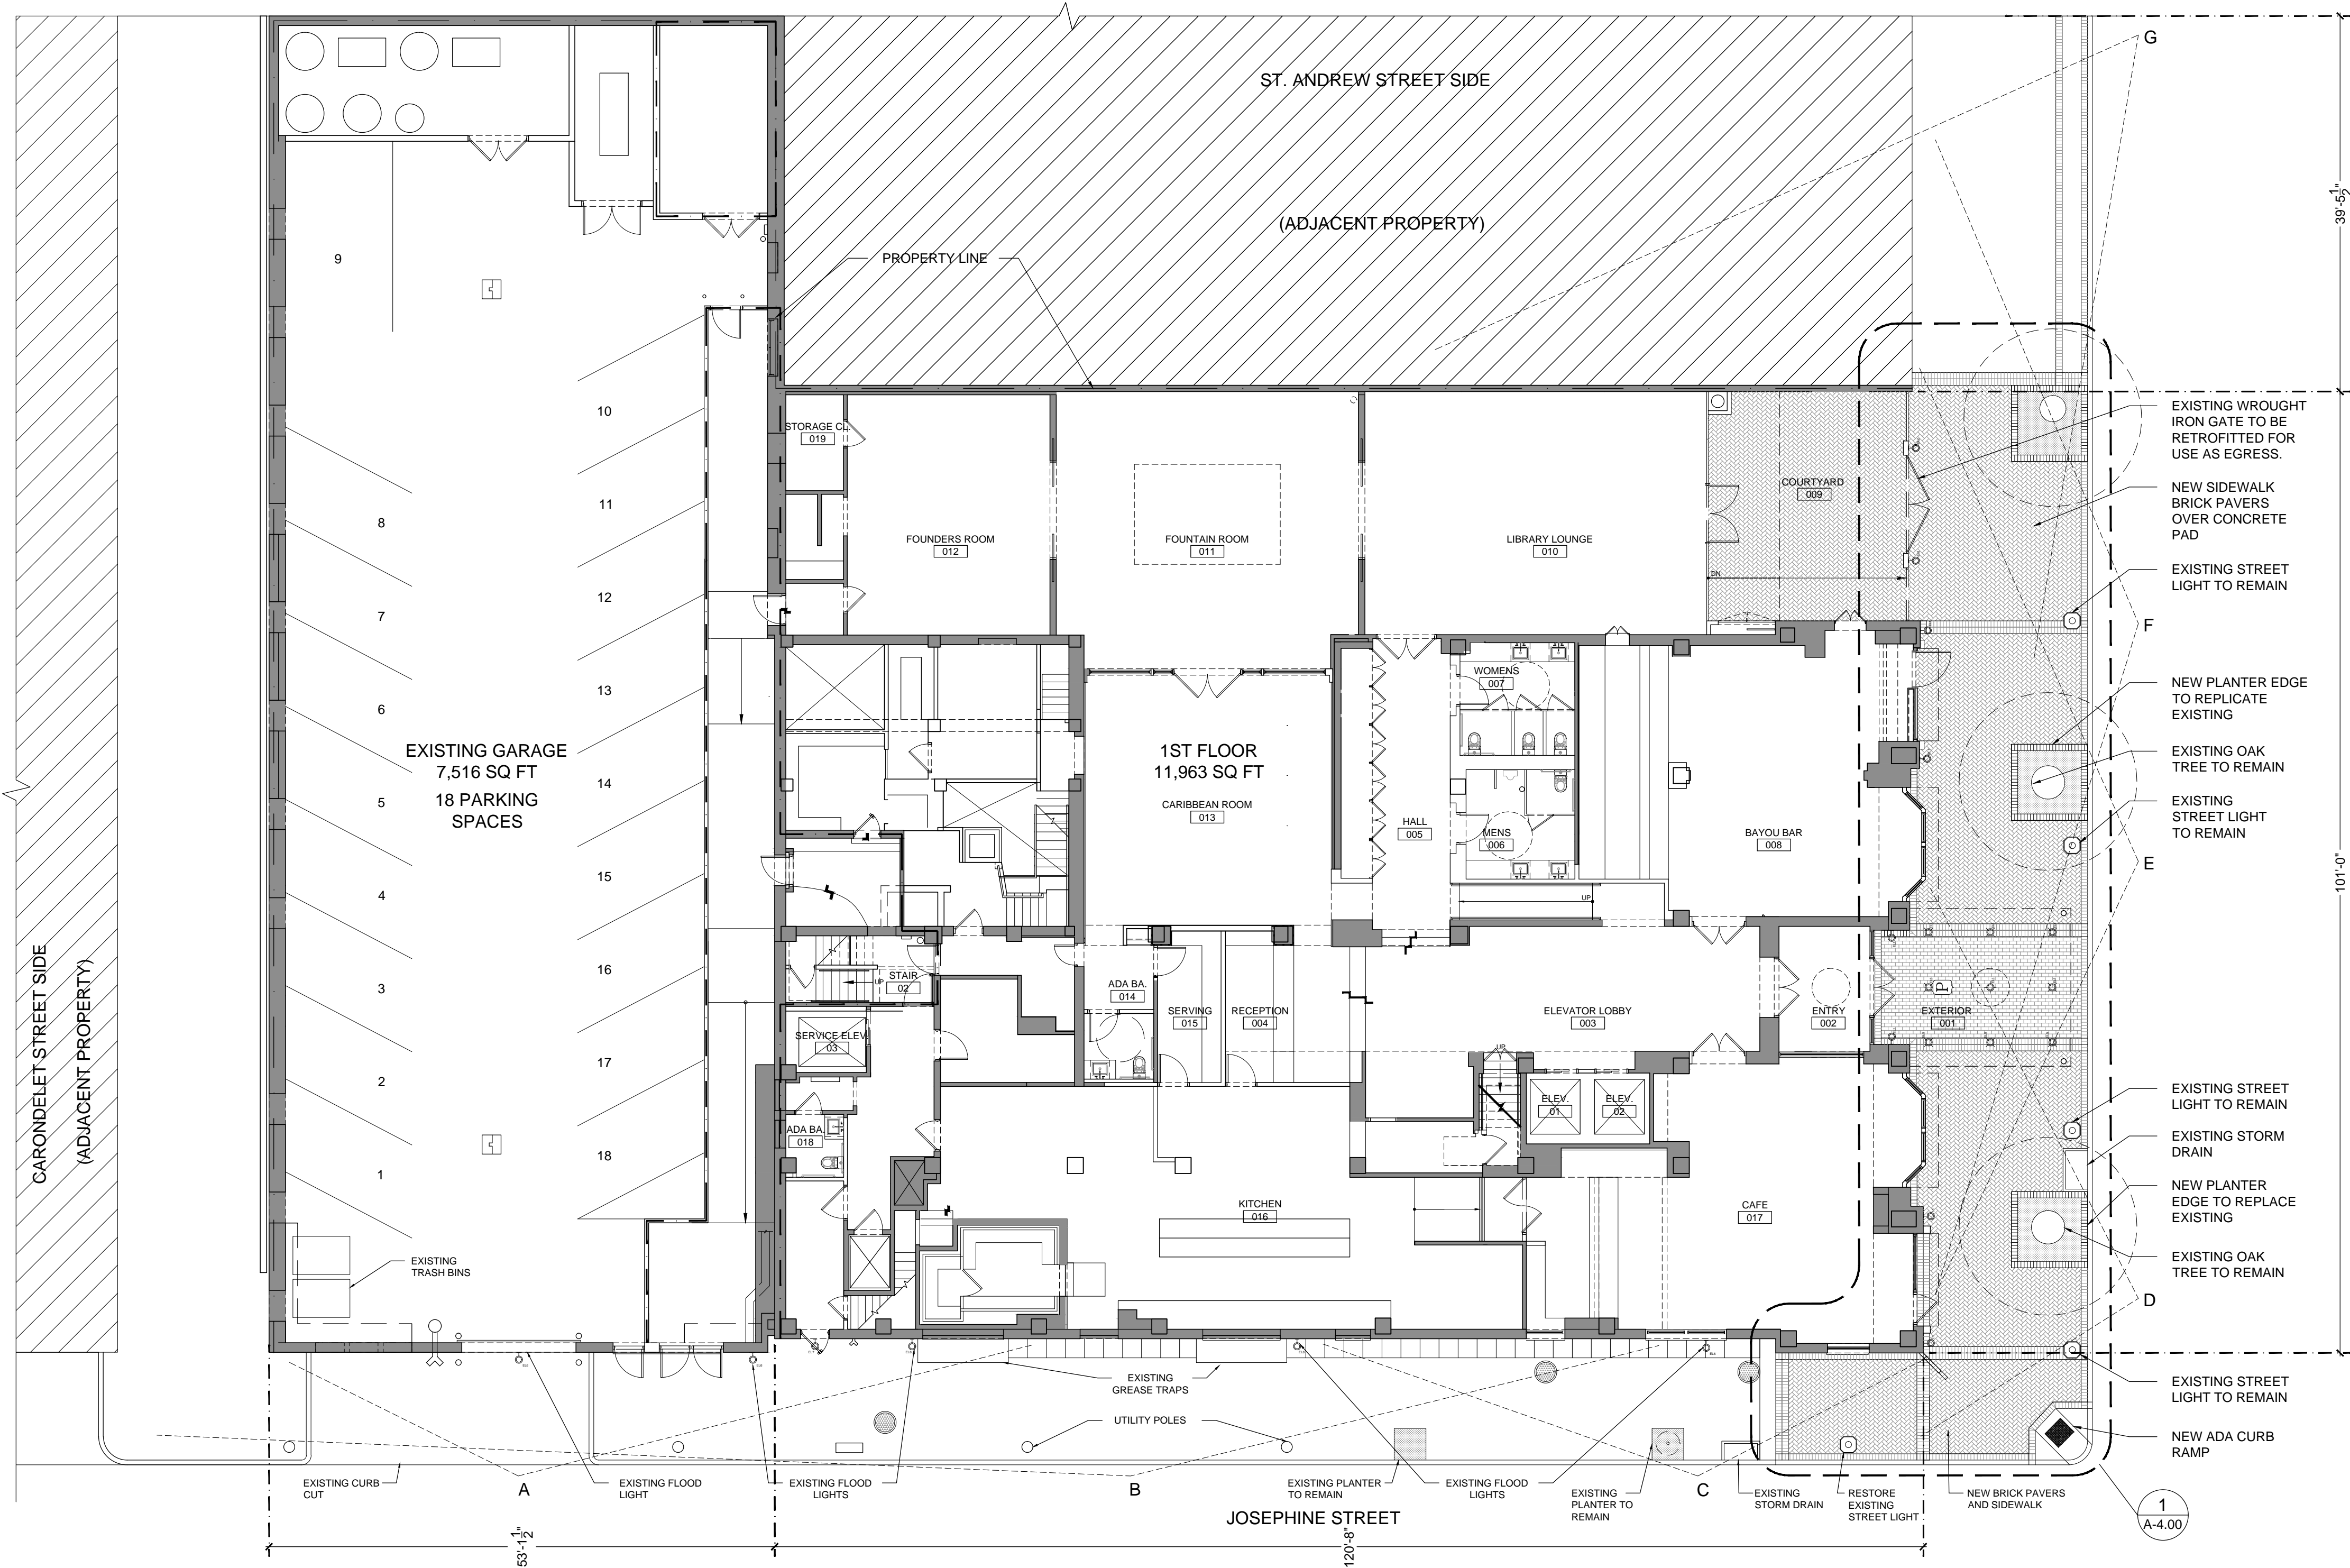 G
ST. ANDREW STREET SIDE
39'-5 1/2"
(ADJACENT PROPERTY)
PROPERTY LINE
9
10
11
12
13
14
15
16
17
18
8
7
6
5
4
3
2
1
EXISTING GARAGE
7,516 SQ FT
18 PARKING
SPACES
CARONDELET STREET SIDE
(ADJACENT PROPERTY)
STORAGE CL.
019
FOUNDERS ROOM
012
FOUNTAIN ROOM
011
LIBRARY LOUNGE
010
COURTYARD
009
DN
EXISTING WROUGHT
IRON GATE TO BE
RETROFITTED FOR
USE AS EGRESS.
NEW SIDEWALK
BRICK PAVERS
OVER CONCRETE
PAD
EXISTING STREET
LIGHT TO REMAIN
F
NEW PLANTER EDGE
TO REPLICATE
EXISTING
EXISTING OAK
TREE TO REMAIN
EXISTING
STREET LIGHT
TO REMAIN
E
101'-0"
1ST FLOOR
11,963 SQ FT
CARIBBEAN ROOM
013
WOMENS
007
HALL
005
MENS
006
BAYOU BAR
008
UP
STAIR
02
UP
SERVICE ELEV.
03
ADA BA.
014
SERVING
015
RECEPTION
004
ELEVATOR LOBBY
003
ENTRY
002
P
EXTERIOR
001
UP
ELEV.
01
ELEV.
02
ADA BA.
018
KITCHEN
016
CAFE
017
EXISTING STREET
LIGHT TO REMAIN
EXISTING STORM
DRAIN
NEW PLANTER
EDGE TO REPLACE
EXISTING
EXISTING OAK
TREE TO REMAIN
D
EXISTING STREET
LIGHT TO REMAIN
NEW ADA CURB
RAMP
EXISTING
TRASH BINS
EXISTING
GREASE TRAPS
UTILITY POLES
EXISTING CURB
CUT
A
EXISTING FLOOD
LIGHT
EXISTING FLOOD
LIGHTS
B
EXISTING PLANTER
TO REMAIN
EXISTING FLOOD
LIGHTS
EXISTING
PLANTER TO
REMAIN
C
EXISTING
STORM DRAIN
RESTORE
EXISTING
STREET LIGHT
NEW BRICK PAVERS
AND SIDEWALK
1
A-4.00
JOSEPHINE STREET
53'-1 1/2"
120'-8"